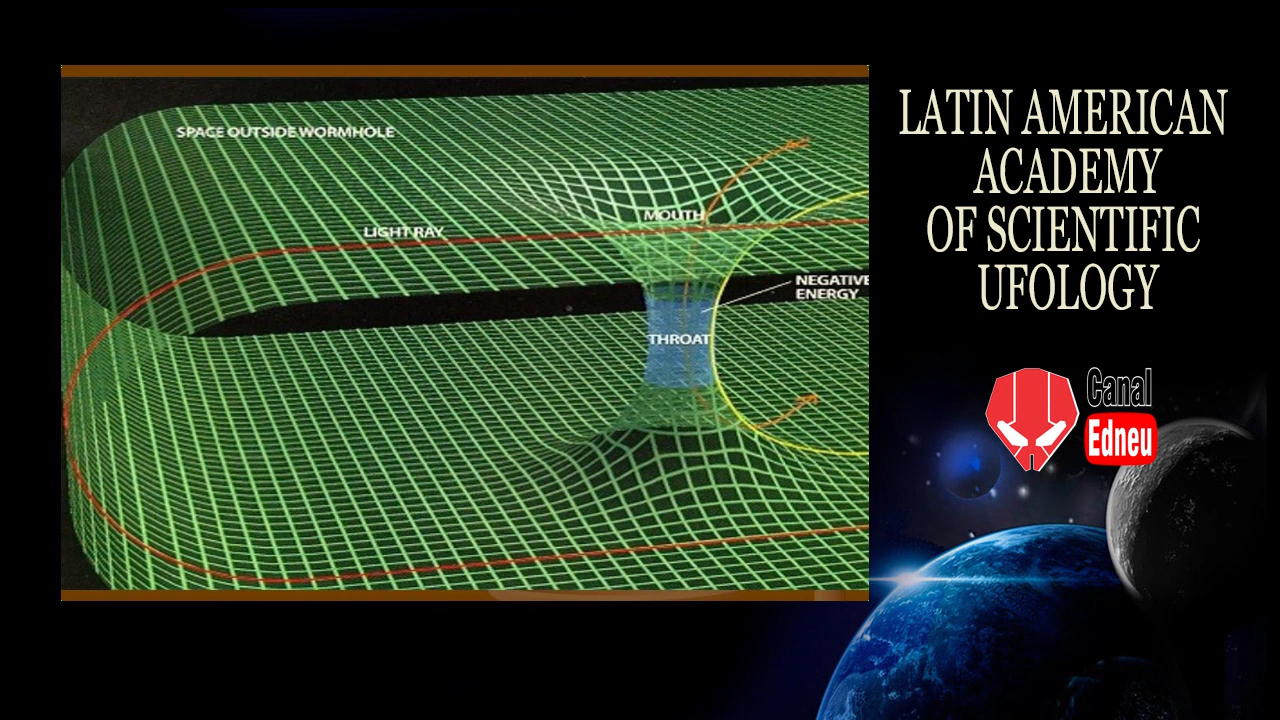 SPACE OUTSIDE WORMHOLE
MOUTH
LIGHT RAY
NEGATIVE
ENERGY
THROAT
LATIN AMERICAN
ACADEMY
OF SCIENTIFIC
UFOLOGY
Canal
Edneu